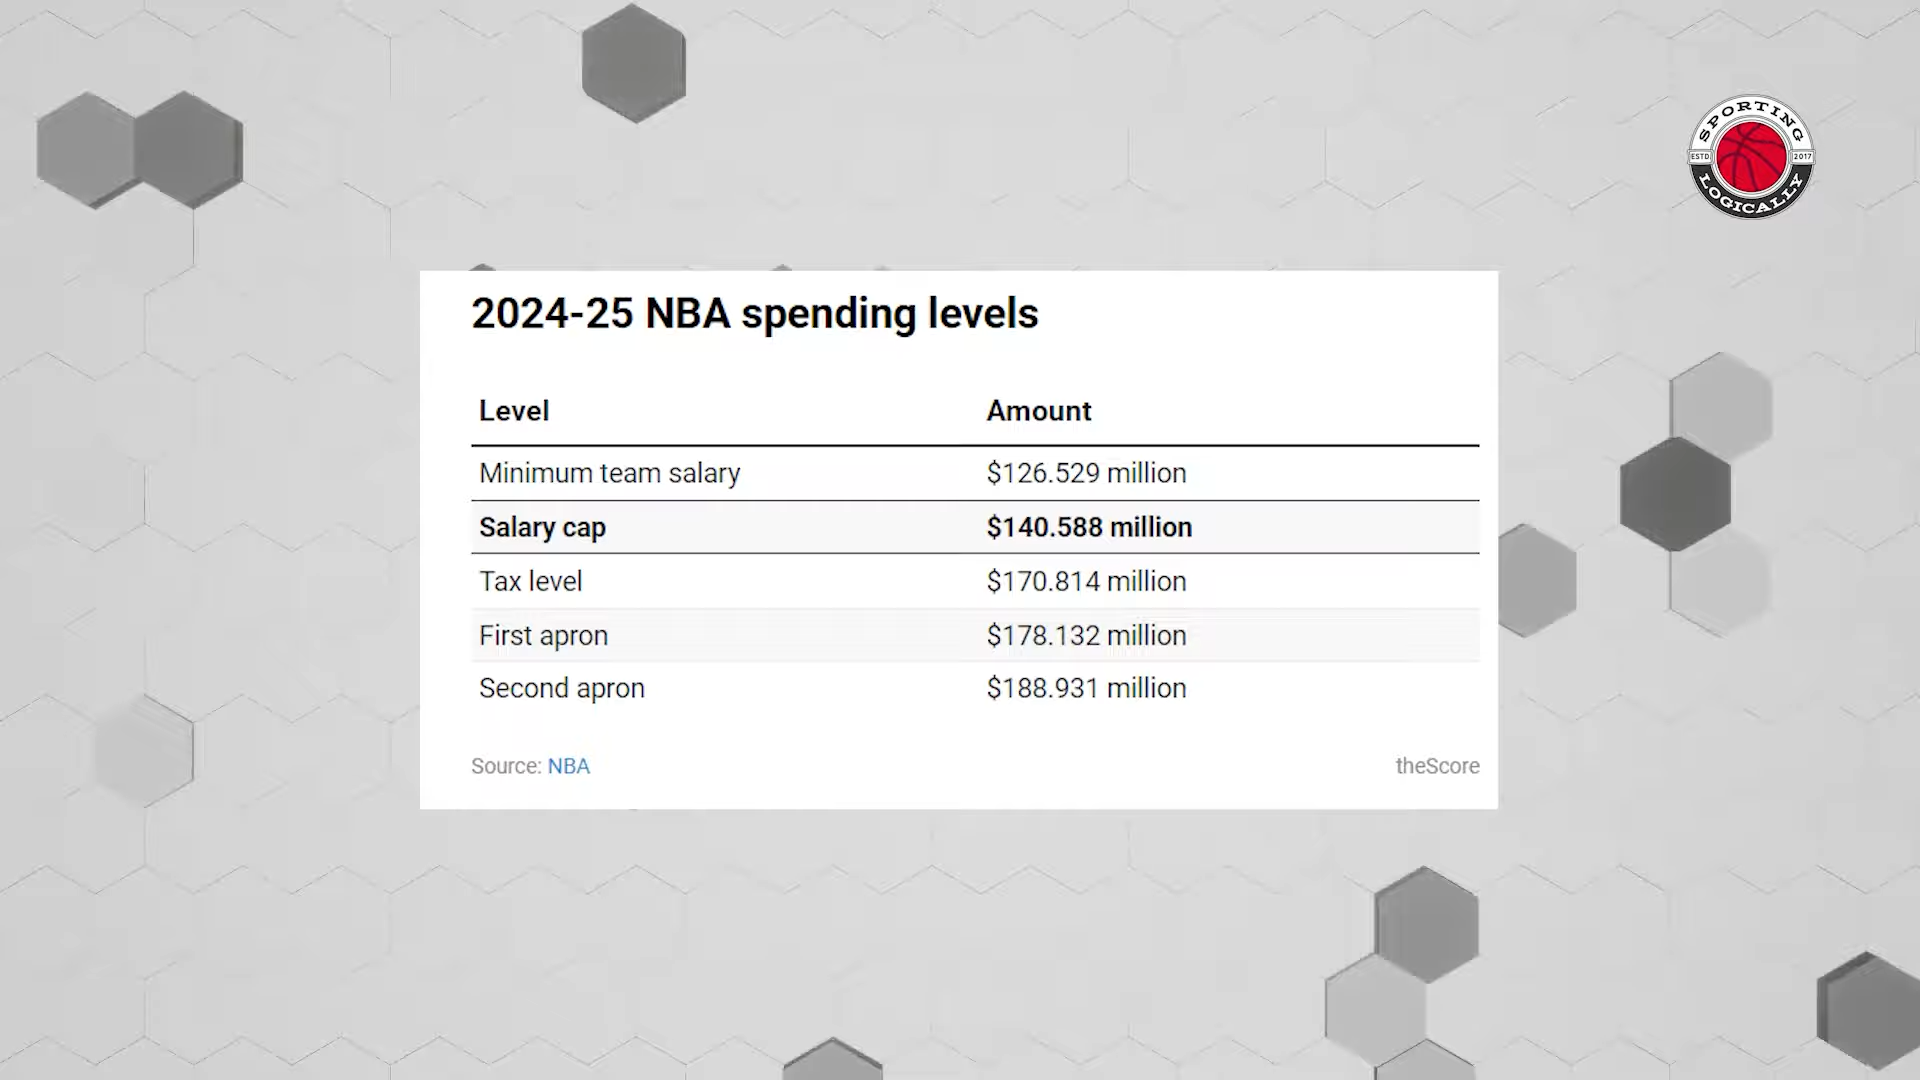 SPORTING
ESTD 2017
LOGICALLY
2024-25 NBA spending levels
Level Amount
Minimum team salary $126.529 million
Salary cap $140.588 million
Tax level $170.814 million
First apron $178.132 million
Second apron $188.931 million
Source: NBA theScore